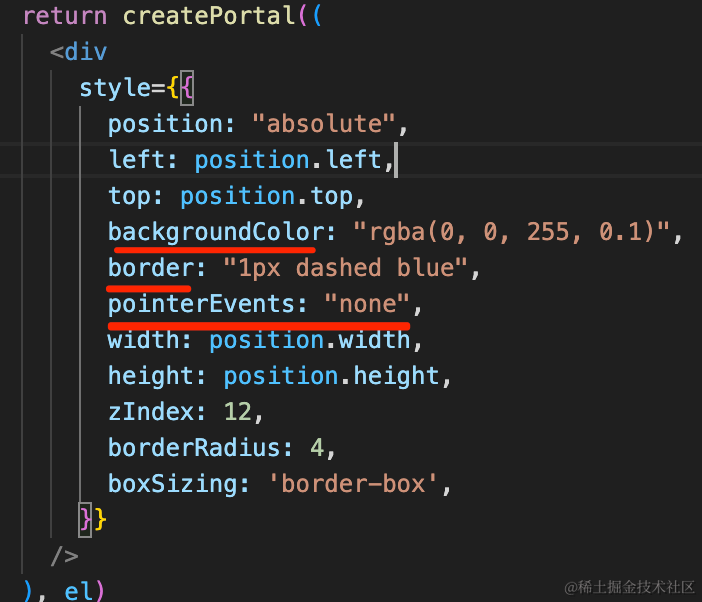 return createPortal((
<div
style={{
position: "absolute",
left: position.left,
top: position.top,
backgroundColor: "rgba(0, 0, 255, 0.1)",
border: "1px dashed blue",
pointerEvents: "none",
width: position.width,
height: position.height,
zIndex: 12,
borderRadius: 4,
boxSizing: 'border-box',
}}
/>
), el)
@稀土掘金技术社区